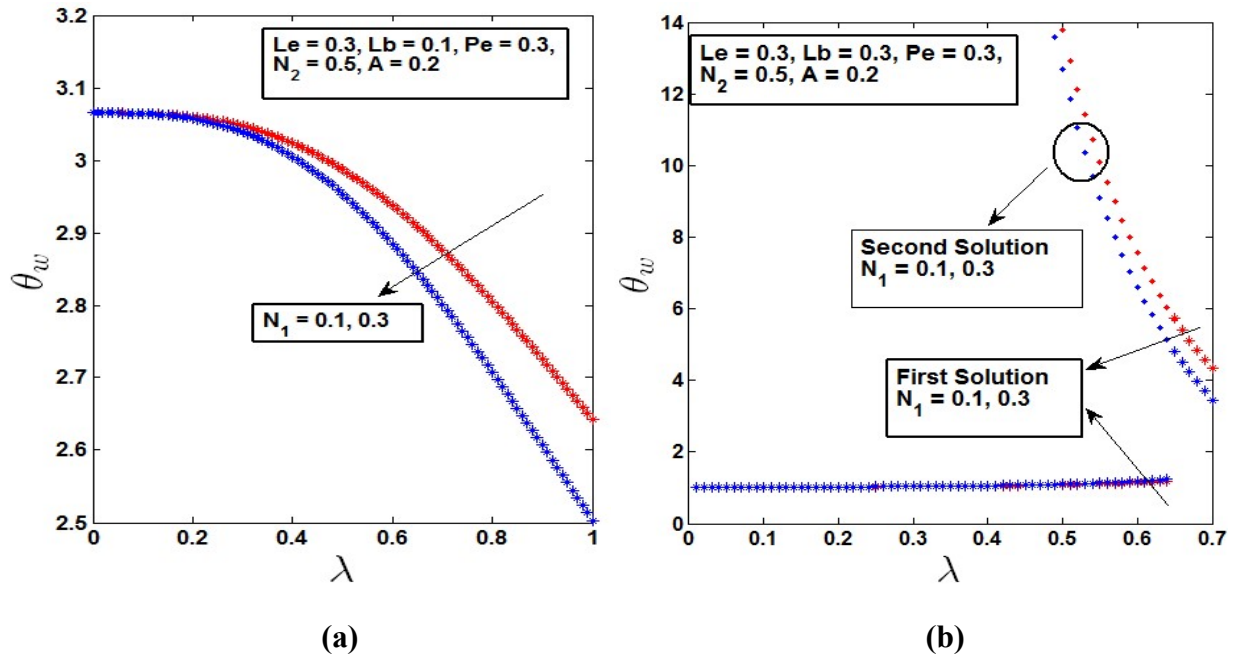 3.2
3.1
3
2.9
2.8
2.7
2.6
2.5
θw
Le = 0.3, Lb = 0.1, Pe = 0.3,
N2 = 0.5, A = 0.2
N1 = 0.1, 0.3
0 0.2 0.4 0.6 0.8 1
λ
(a)
14
12
10
8
6
4
2
0
θw
Le = 0.3, Lb = 0.3, Pe = 0.3,
N2 = 0.5, A = 0.2
Second Solution
N1 = 0.1, 0.3
First Solution
N1 = 0.1, 0.3
0 0.1 0.2 0.3 0.4 0.5 0.6 0.7
λ
(b)